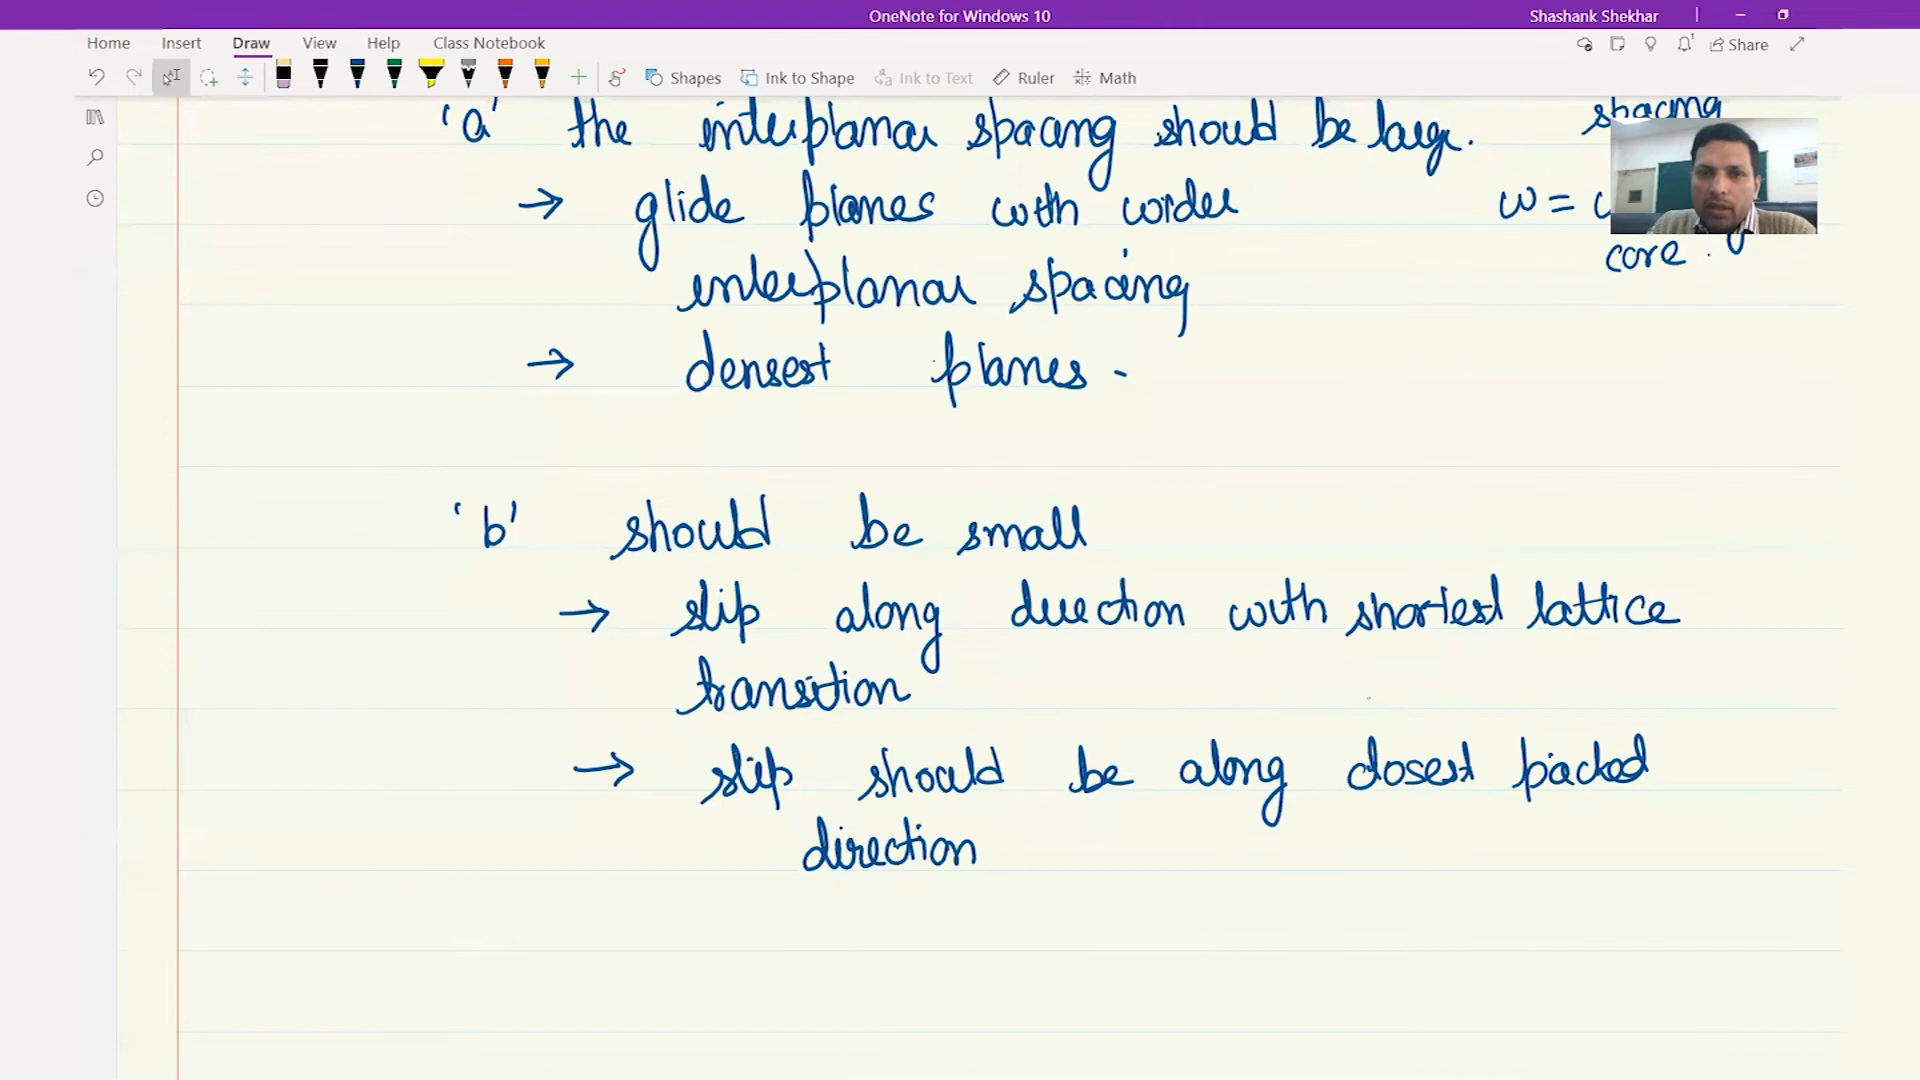 OneNote for Windows 10
Shashank Shekhar
Home Insert Draw View Help Class Notebook
Share
Shapes Ink to Shape Ink to Text Ruler Math
'a' the interplanar spacing should be large.
spacing
→ glide planes with wider
w =
interplanar spacing
core.
→ densest planes -
'b' should be small
→ slip along direction with shortest lattice
transition
→ slip should be along closest packed
direction